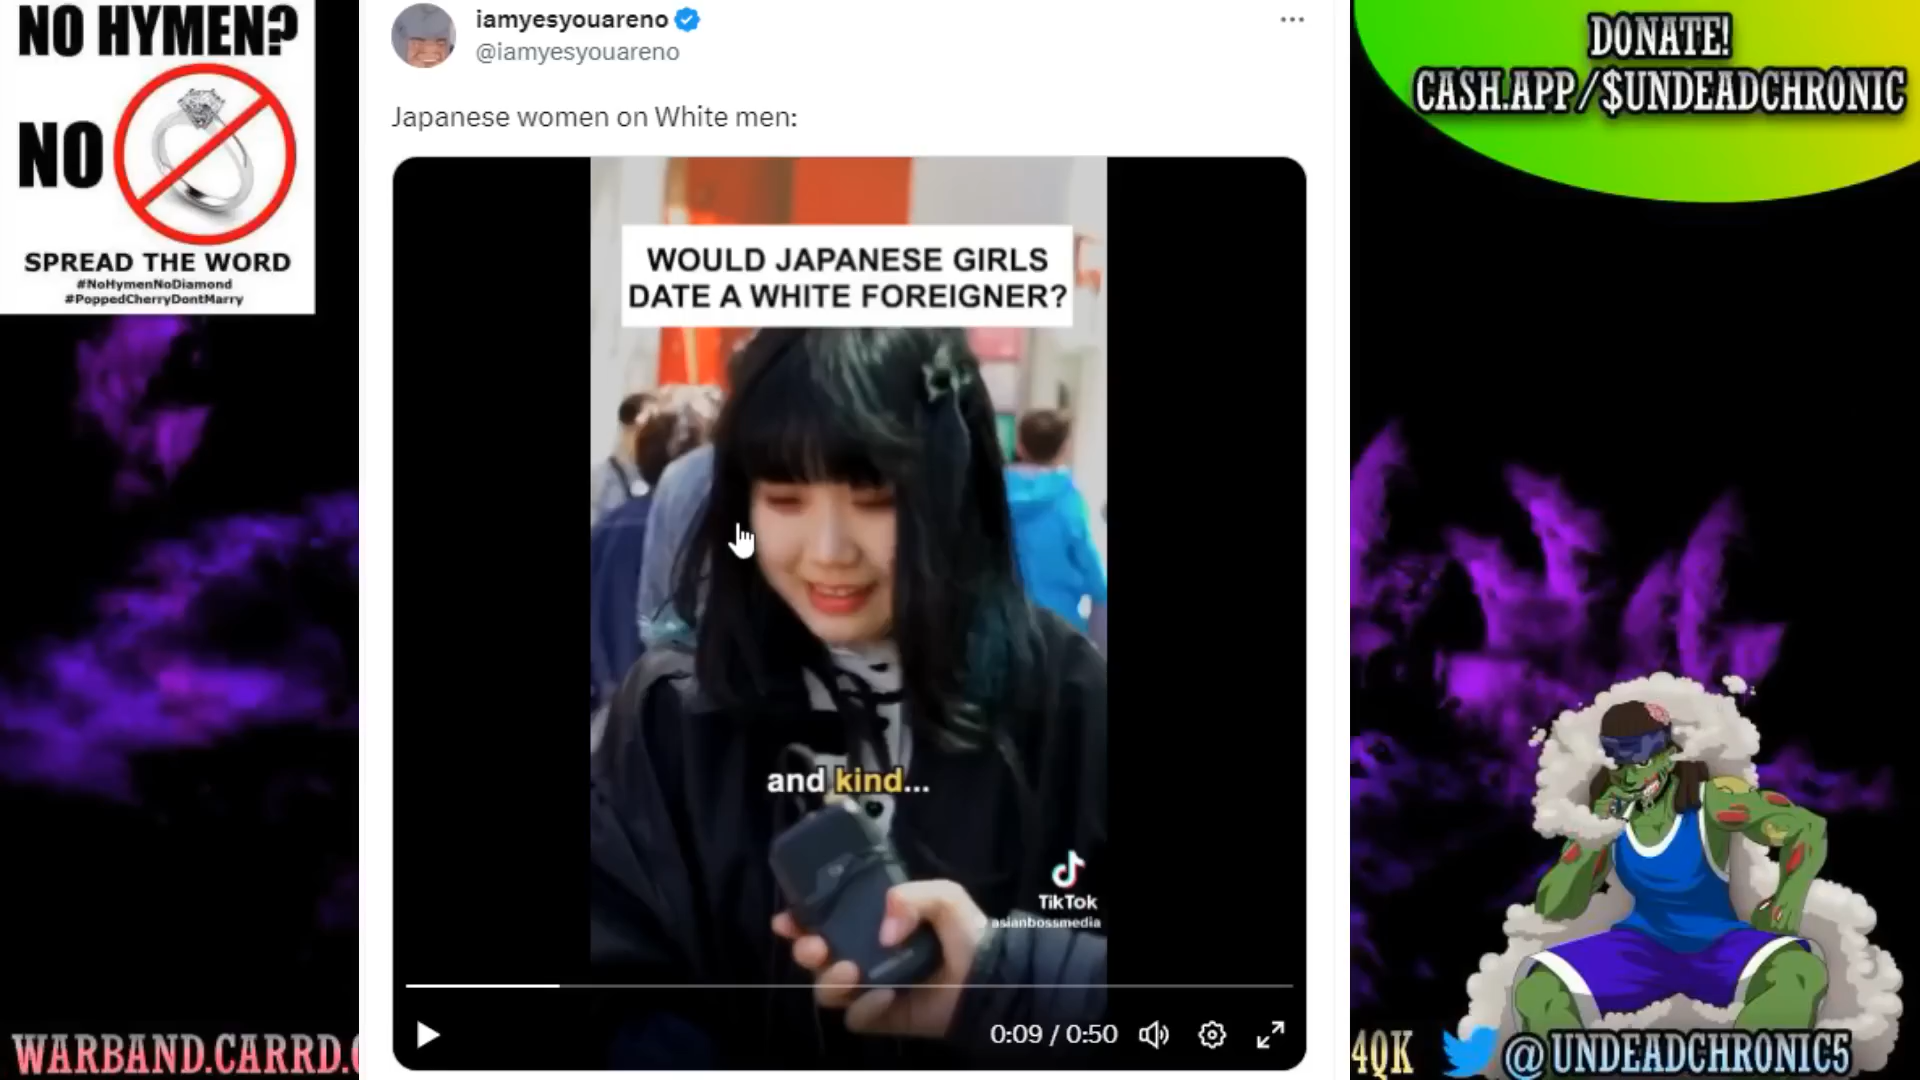 NO HYMEN?
NO
SPREAD THE WORD
#NoHymenNoDiamond
#PoppedCherryDontMarry
WARBAND.CARRD.
iamyesyouareno
@iamyesyouareno
Japanese women on White men:
WOULD JAPANESE GIRLS
DATE A WHITE FOREIGNER?
and kind...
TikTok
asianbossmedia
0:09 / 0:50
DONATE!
CASH.APP/$UNDEADCHRONIC
4QK
@UNDEADCHRONIC5